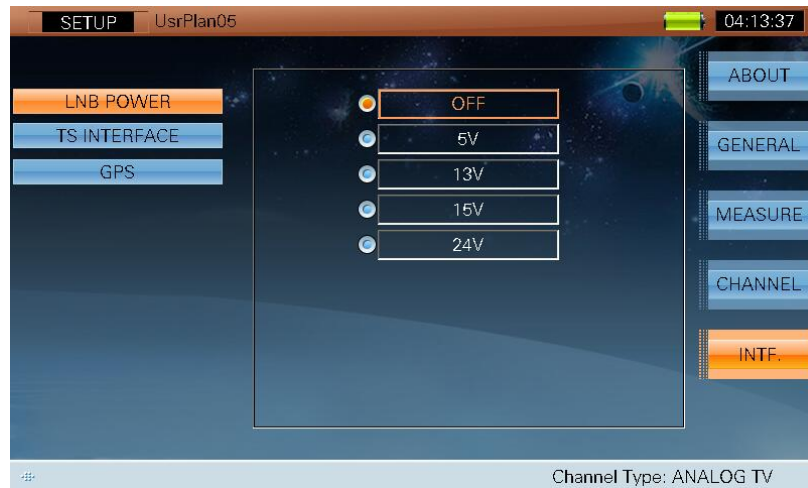 SETUP UsrPlan05 04:13:37
LNB POWER
TS INTERFACE
GPS
OFF
5V
13V
15V
24V
ABOUT
GENERAL
MEASURE
CHANNEL
INTF.
Channel Type: ANALOG TV